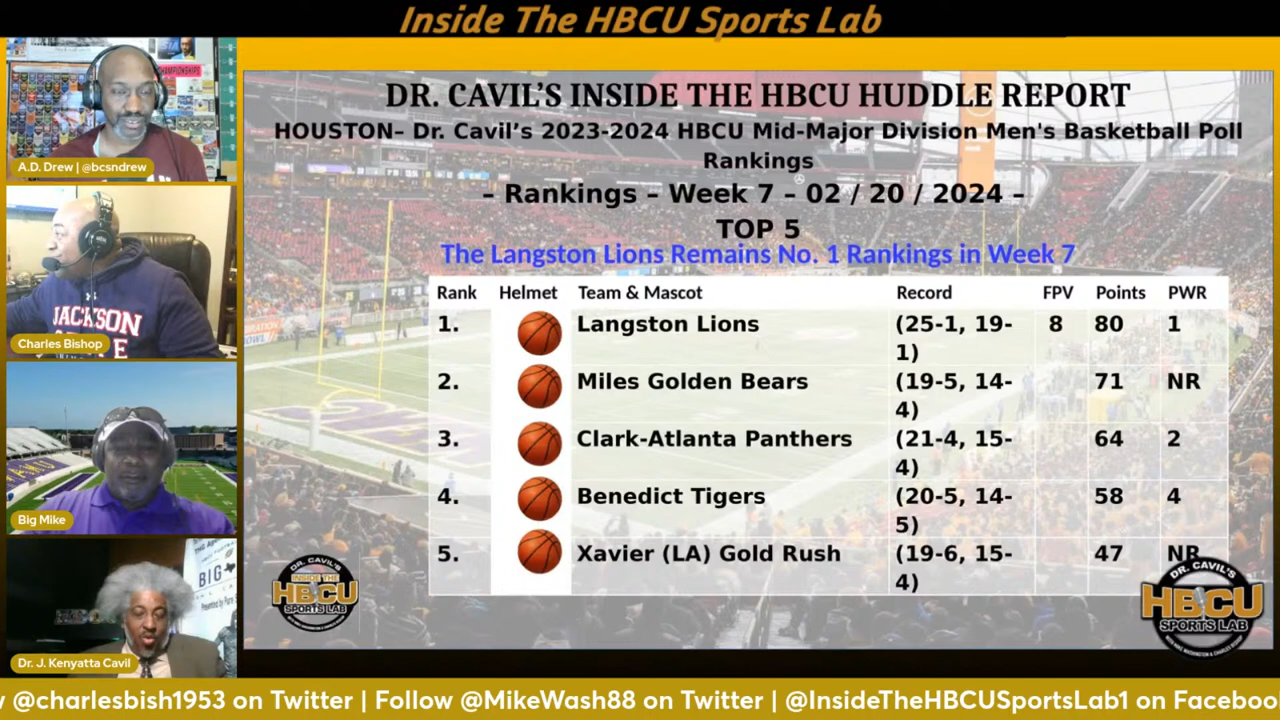 Inside The HBCU Sports Lab
CHAMPIONSHIPS
A.D. Drew | @bcsndrew
JACKSON
Charles Bishop
Big Mike
BIG
Dr. J. Kenyatta Cavil
DR. CAVIL'S INSIDE THE HBCU HUDDLE REPORT
HOUSTON– Dr. Cavil's 2023-2024 HBCU Mid-Major Division Men's Basketball Poll
Rankings
– Rankings – Week 7 – 02 / 20 / 2024 –
TOP 5
The Langston Lions Remains No. 1 Rankings in Week 7
Rank Helmet Team & Mascot Record FPV Points PWR
1. Langston Lions (25-1, 19-
1) 8 80 1
2. Miles Golden Bears (19-5, 14-
4) 71 NR
3. Clark-Atlanta Panthers (21-4, 15-
4) 64 2
4. Benedict Tigers (20-5, 14-
5) 58 4
5. Xavier (LA) Gold Rush (19-6, 15-
4) 47 NR
DR. CAVIL'S
INSIDE THE
HBCU
SPORTS LAB
DR. CAVIL'S
HBCU
SPORTS LAB
@charlesbish1953 on Twitter | Follow @MikeWash88 on Twitter | @InsideTheHBCUSportsLab1 on Faceboo